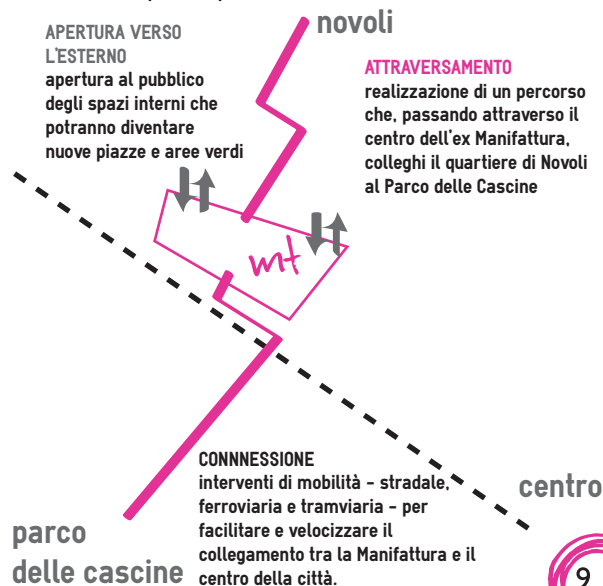 novoli
APERTURA VERSO
L'ESTERNO
apertura al pubblico
degli spazi interni che
potranno diventare
nuove piazze e aree verdi
ATTRAVERSAMENTO
realizzazione di un percorso
che, passando attraverso il
centro dell'ex Manifattura,
colleghi il quartiere di Novoli
al Parco delle Cascine
mt
CONNNESSIONE
interventi di mobilità - stradale,
ferroviaria e tramviaria - per
facilitare e velocizzare il
collegamento tra la Manifattura e il
centro della città.
centro
parco
delle cascine
9